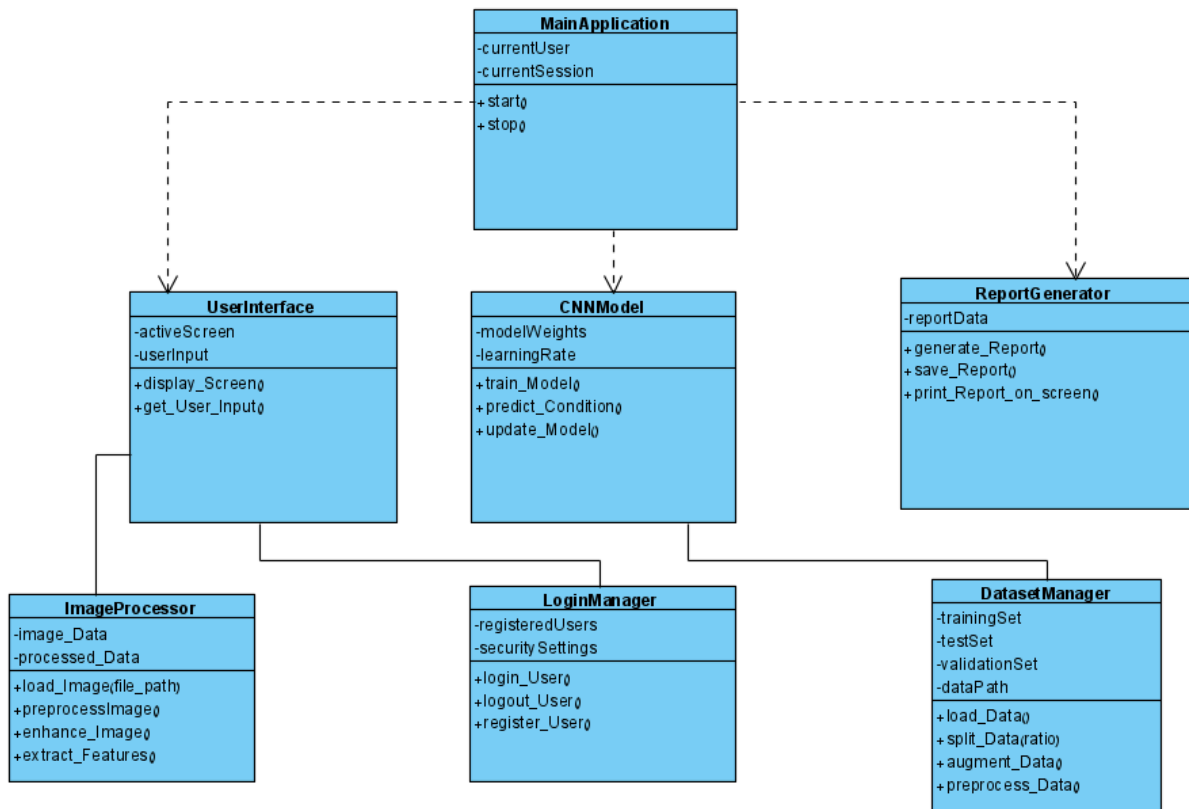 MainApplication
-currentUser
-currentSession
+start()
+stop()
UserInterface
-activeScreen
-userInput
+display_Screen()
+get_User_Input()
CNNModel
-modelWeights
-learningRate
+train_Model()
+predict_Condition()
+update_Model()
ReportGenerator
-reportData
+generate_Report()
+save_Report()
+print_Report_on_screen()
ImageProcessor
-image_Data
-processed_Data
+load_Image(file_path)
+preprocessImage()
+enhance_Image()
+extract_Features()
LoginManager
-registeredUsers
-securitySettings
+login_User()
+logout_User()
+register_User()
DatasetManager
-trainingSet
-testSet
-validationSet
-dataPath
+load_Data()
+split_Data(ratio)
+augment_Data()
+preprocess_Data()